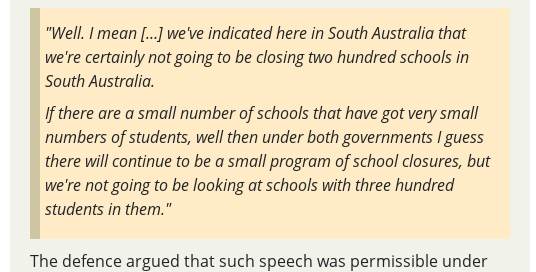 "Well. I mean [...] we've indicated here in South Australia that
we're certainly not going to be closing two hundred schools in
South Australia.
If there are a small number of schools that have got very small
numbers of students, well then under both governments I guess
there will continue to be a small program of school closures, but
we're not going to be looking at schools with three hundred
students in them."
The defence argued that such speech was permissible under